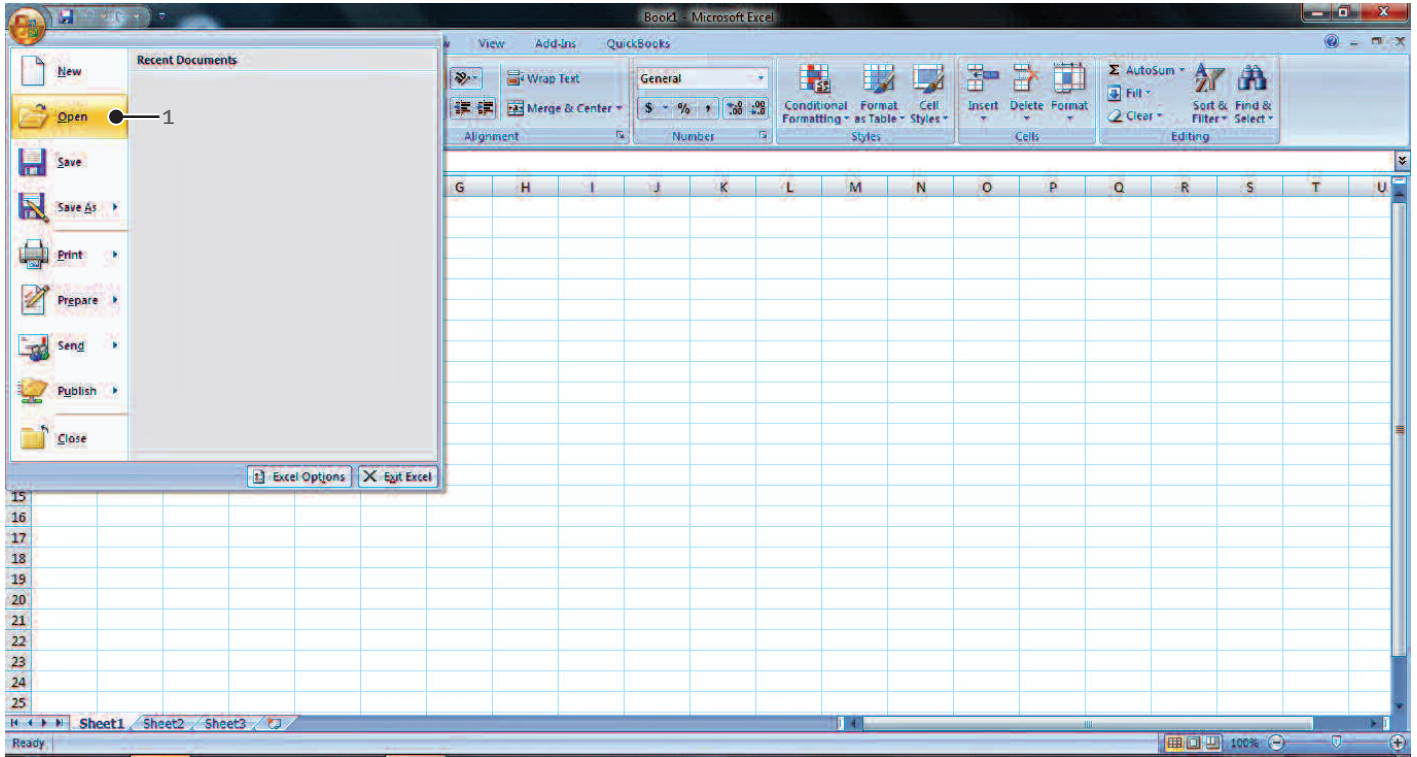 Book1 - Microsoft Excel
View Add-Ins QuickBooks
New
Open
Save
Save As
Print
Prepare
Send
Publish
Close
Recent Documents
1
Excel Options Exit Excel
Wrap Text
Merge & Center
Alignment
General
$ % ,
Number
Conditional Formatting
Format as Table
Cell Styles
Styles
Insert Delete Format
Cells
Σ AutoSum
Fill
Clear
Sort & Filter
Find & Select
Editing
G H I J K L M N O P Q R S T U
15
16
17
18
19
20
21
22
23
24
25
Sheet1 Sheet2 Sheet3
Ready
100%